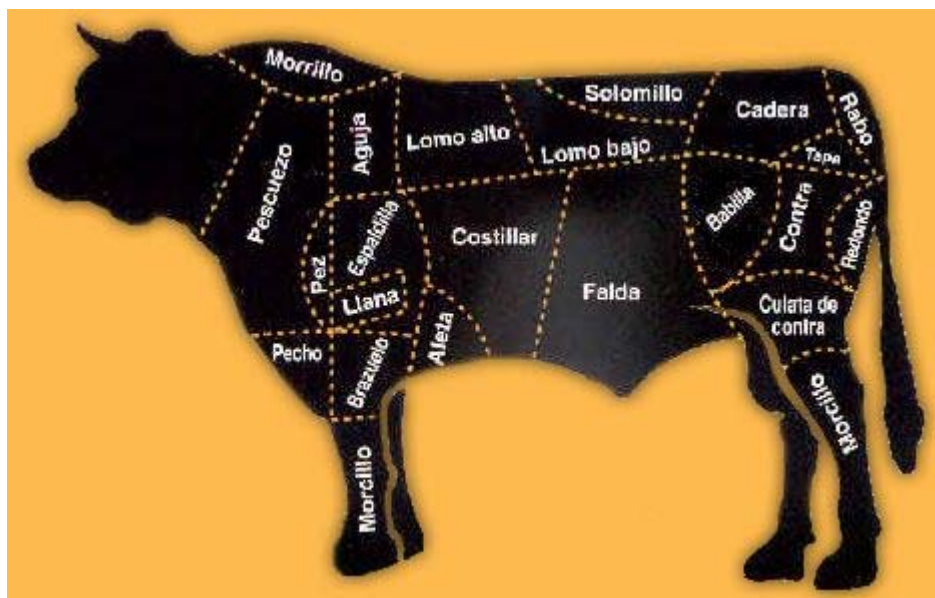 Morrillo
Solomillo
Cadera
Rabo
Aguja
Lomo alto
Lomo bajo
Tapa
Pescuezo
Espaldilla
Costillar
Babilla
Contra
Redondo
Pez
Llana
Falda
Culata de
contra
Pecho
Brazuelo
Aleta
Morcillo
Morcillo